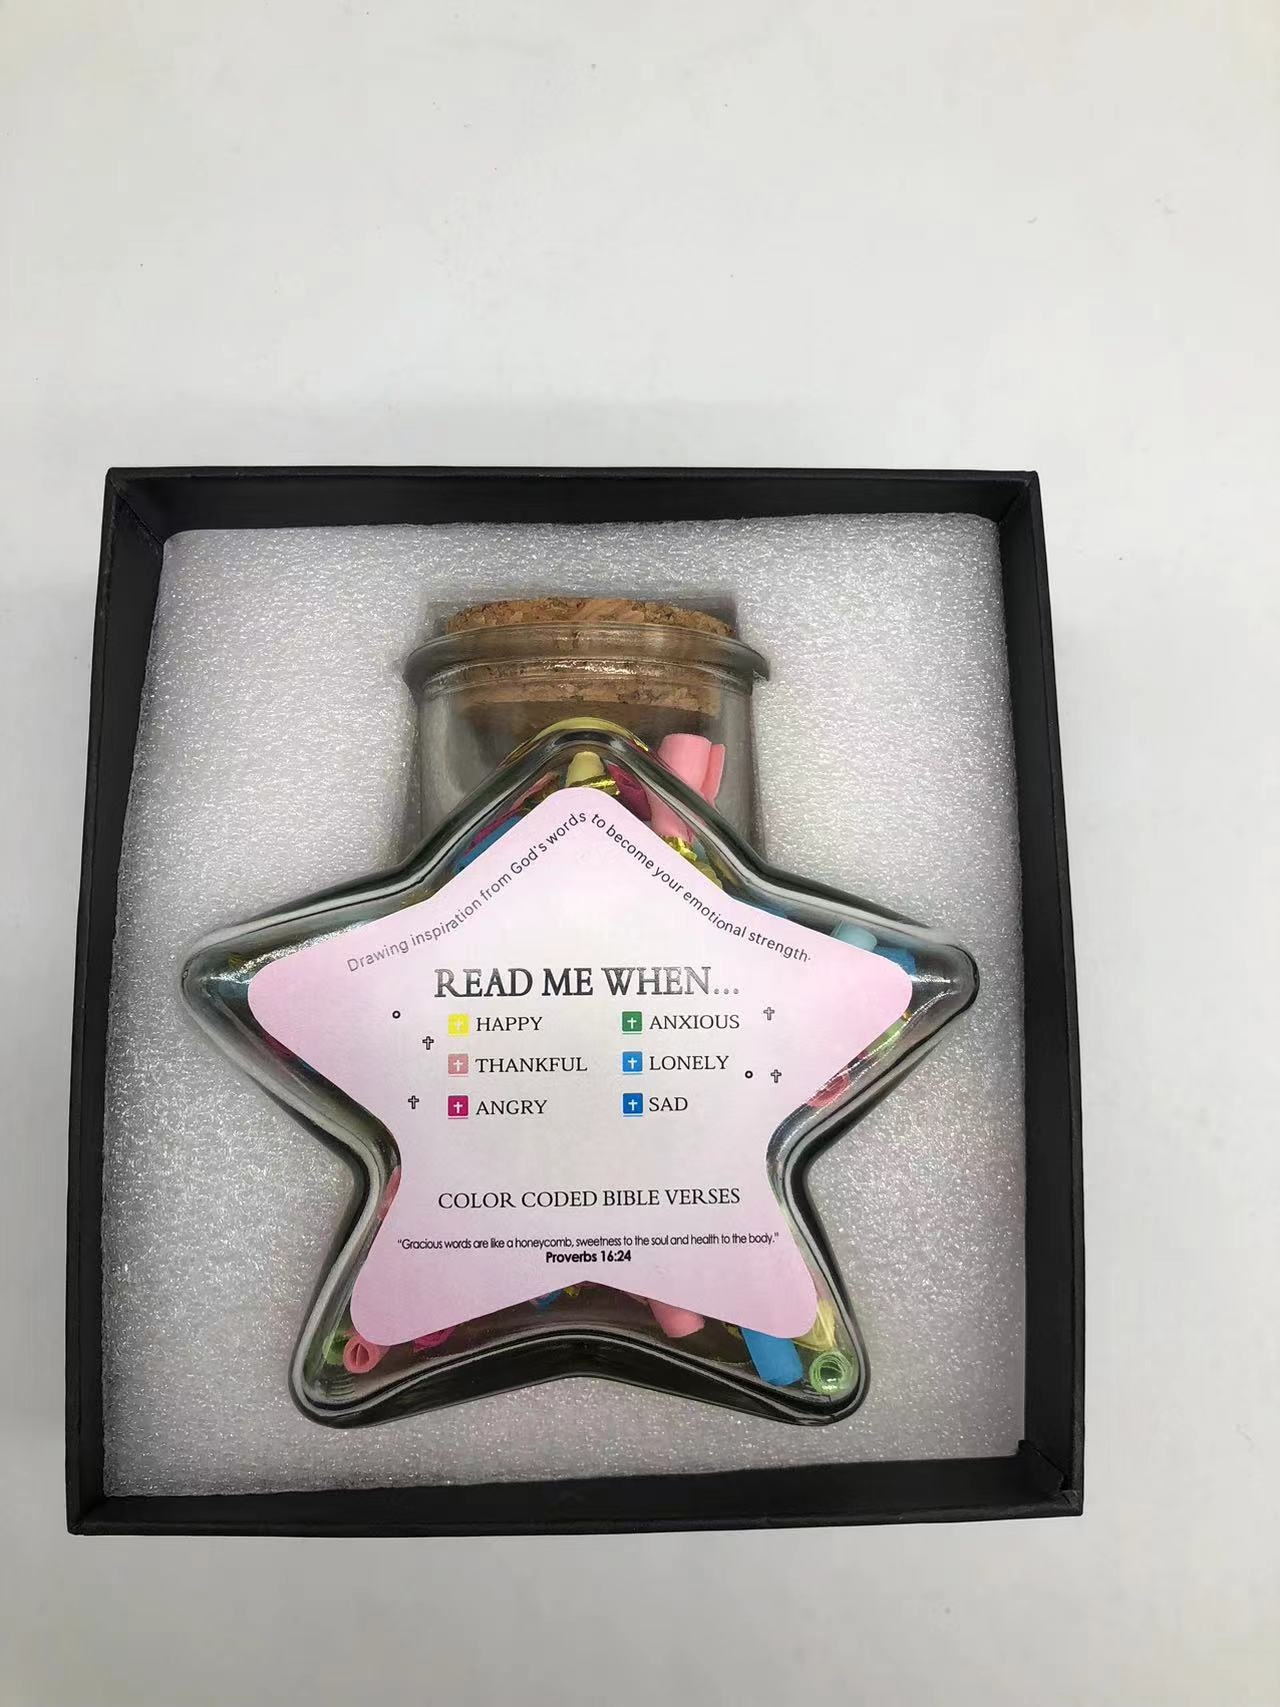 Drawing inspiration from God's words to become your emotional strength.
READ ME WHEN...
HAPPY
ANXIOUS
THANKFUL
LONELY
ANGRY
SAD
COLOR CODED BIBLE VERSES
"Gracious words are like a honeycomb, sweetness to the soul and health to the body."
Proverbs 16:24